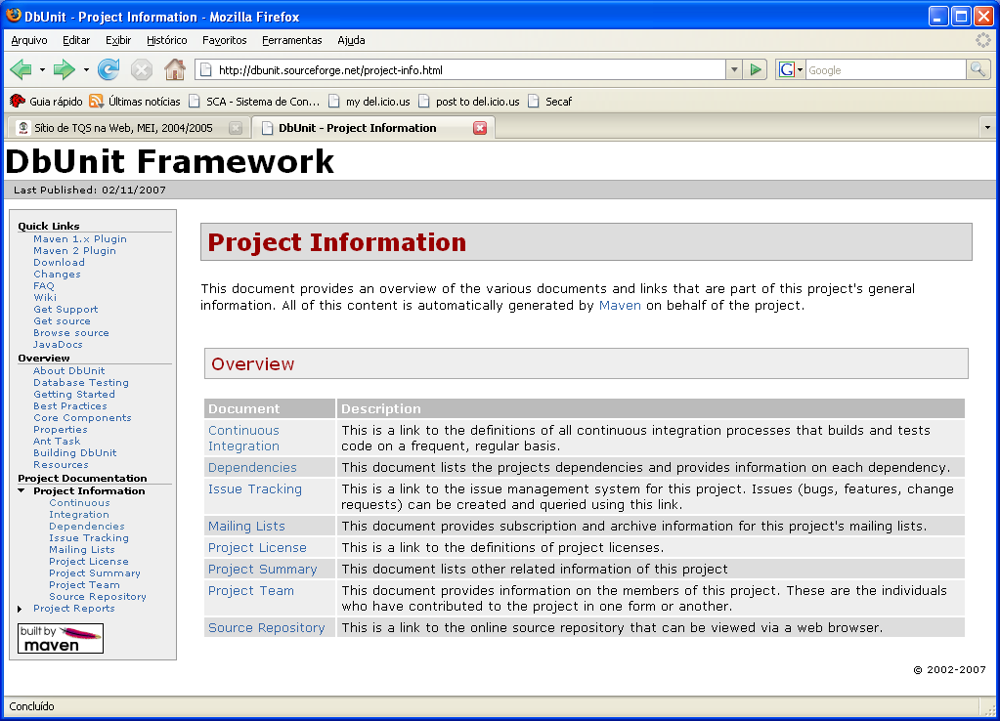 DbUnit - Project Information - Mozilla Firefox
Arquivo Editar Exibir Histórico Favoritos Ferramentas Ajuda
http://dbunit.sourceforge.net/project-info.html
G Google
Guia rápido Últimas notícias SCA - Sistema de Con... my del.icio.us post to del.icio.us Secaf
Sítio de TQS na Web, MEI, 2004/2005 DbUnit - Project Information
DbUnit Framework
Last Published: 02/11/2007
Quick Links
Maven 1.x Plugin
Maven 2 Plugin
Download
Changes
FAQ
Wiki
Get Support
Get source
Browse source
JavaDocs
Overview
About DbUnit
Database Testing
Getting Started
Best Practices
Core Components
Properties
Ant Task
Building DbUnit
Resources
Project Documentation
Project Information
Continuous
Integration
Dependencies
Issue Tracking
Mailing Lists
Project License
Project Summary
Project Team
Source Repository
Project Reports
built by
maven
Project Information
This document provides an overview of the various documents and links that are part of this project's general
information. All of this content is automatically generated by Maven on behalf of the project.
Overview
Document Description
Continuous This is a link to the definitions of all continuous integration processes that builds and tests
Integration code on a frequent, regular basis.
Dependencies This document lists the projects dependencies and provides information on each dependency.
Issue Tracking This is a link to the issue management system for this project. Issues (bugs, features, change
requests) can be created and queried using this link.
Mailing Lists This document provides subscription and archive information for this project's mailing lists.
Project License This is a link to the definitions of project licenses.
Project Summary This document lists other related information of this project
Project Team This document provides information on the members of this project. These are the individuals
who have contributed to the project in one form or another.
Source Repository This is a link to the online source repository that can be viewed via a web browser.
© 2002-2007
Concluído